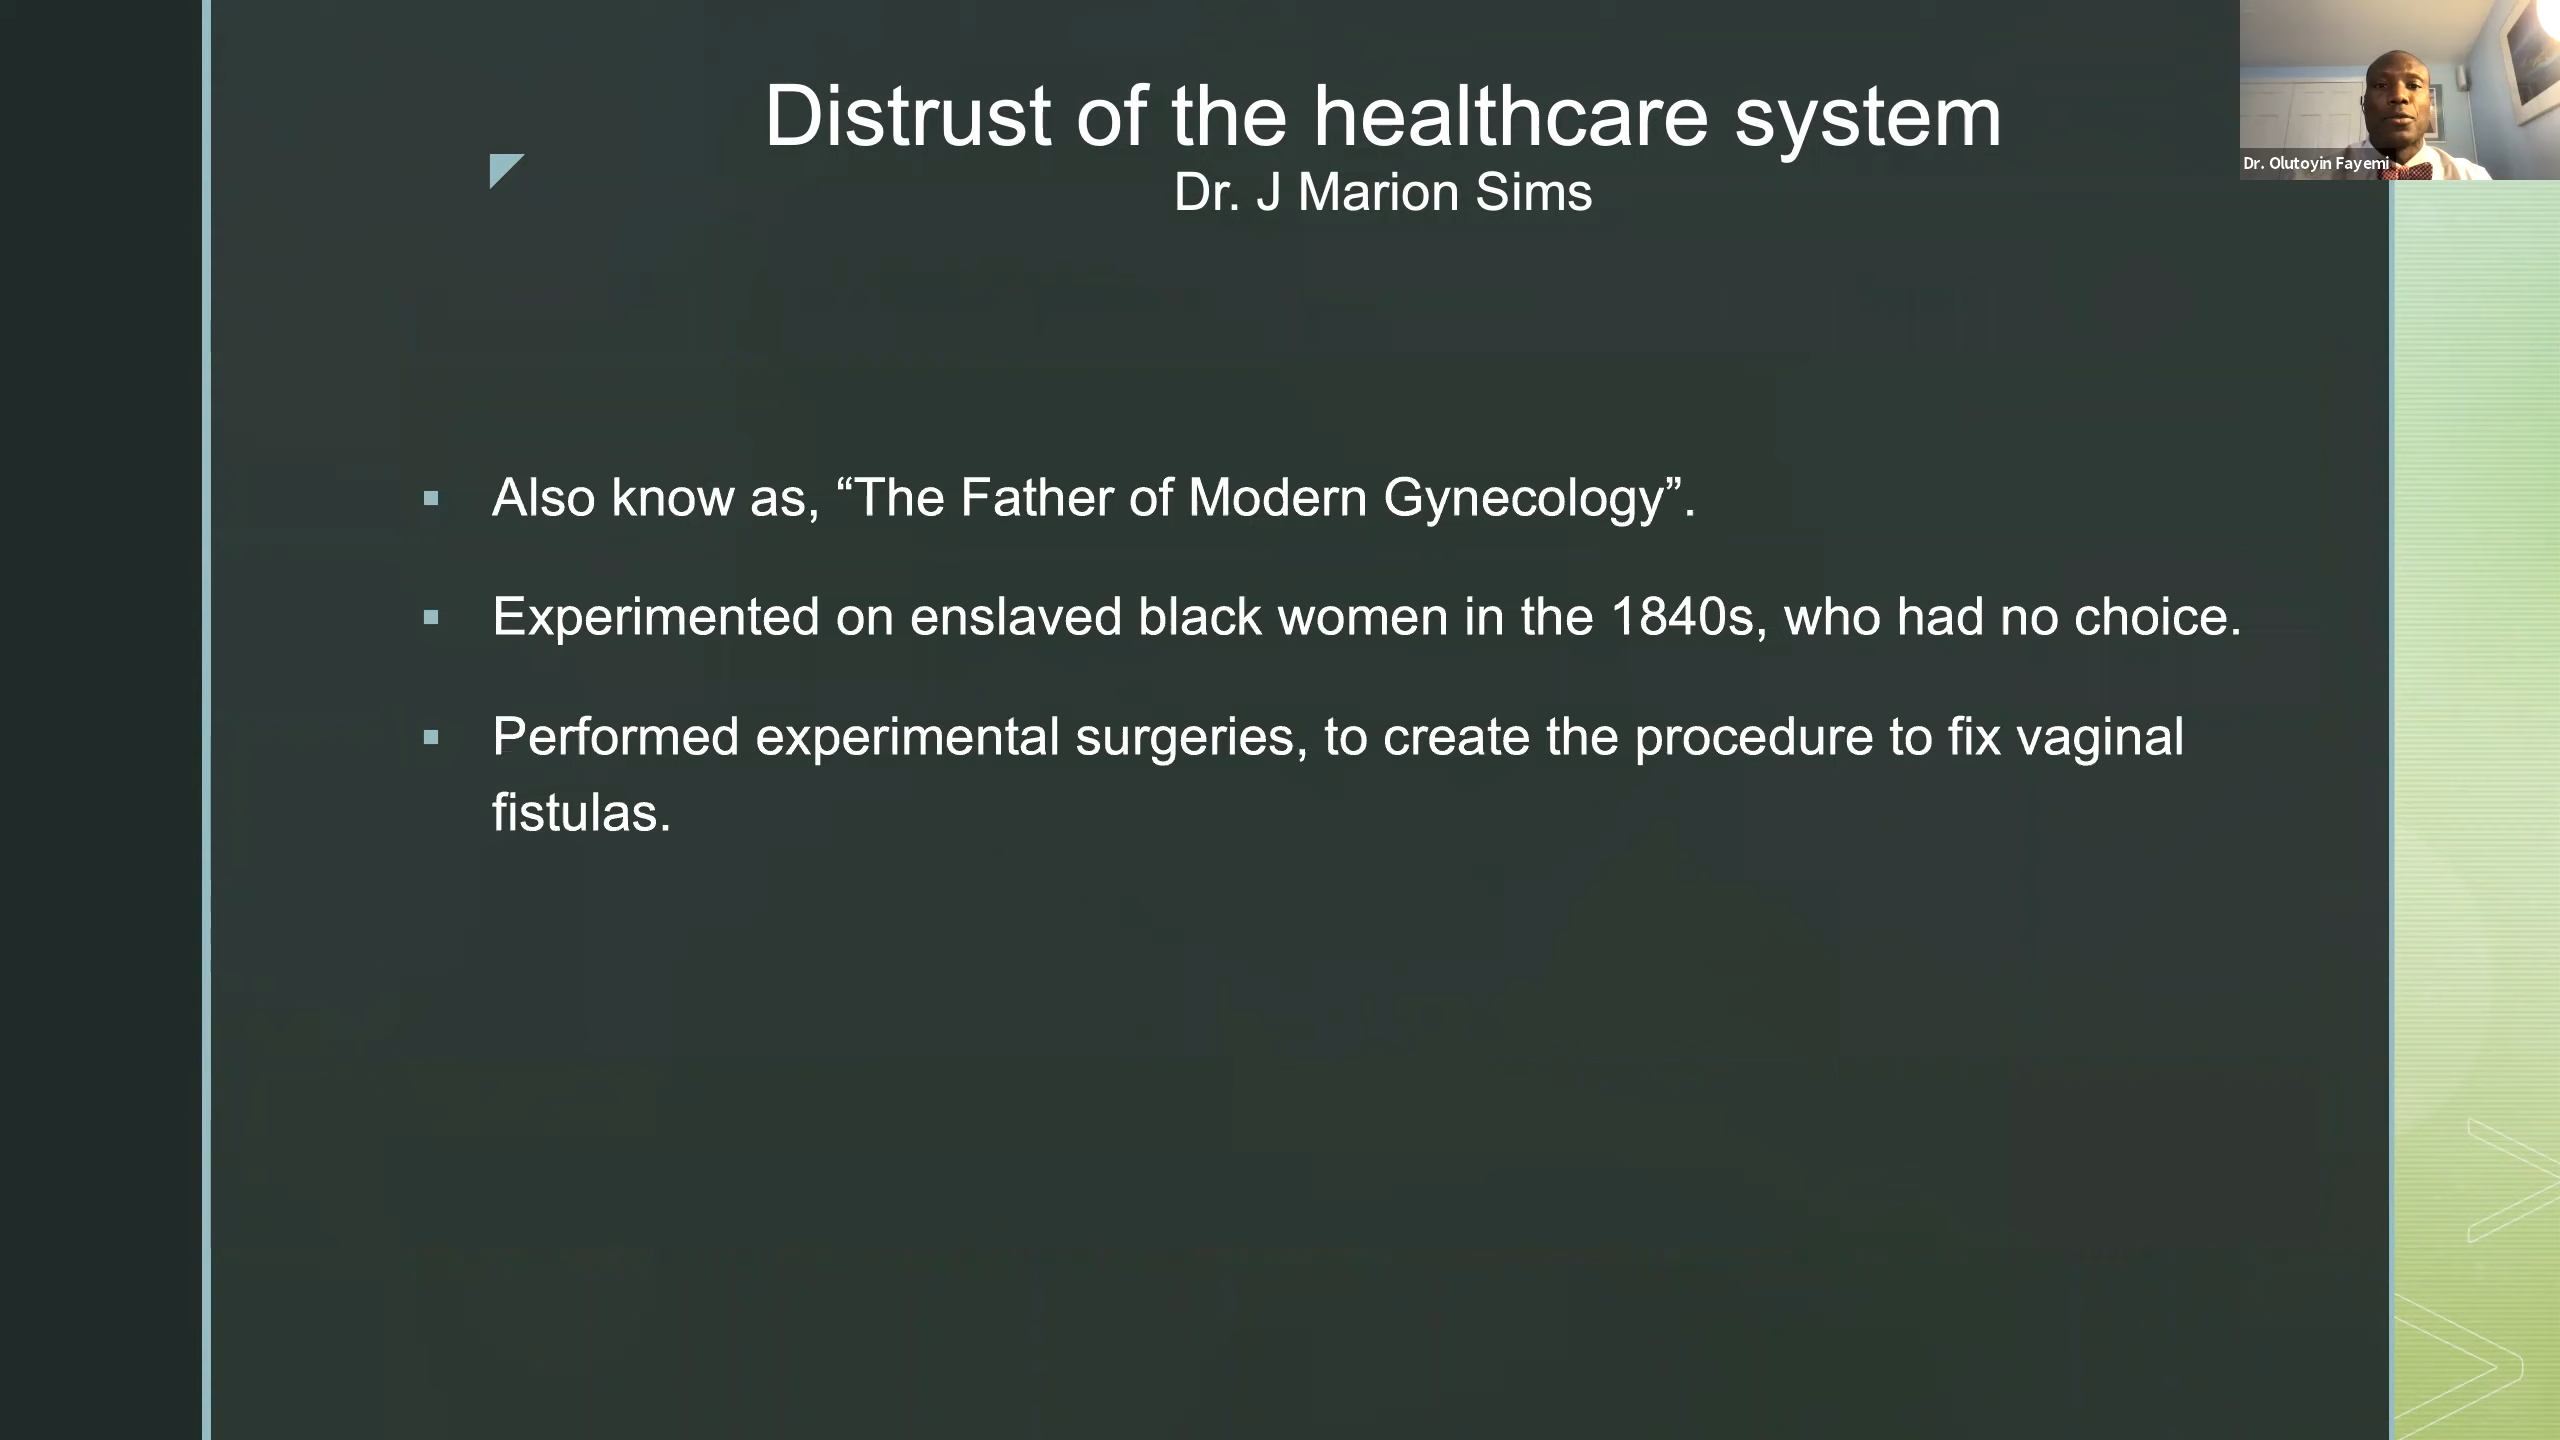 Distrust of the healthcare system
Dr. J Marion Sims
Dr. Olutoyin Fayemi
▪ Also know as, “The Father of Modern Gynecology”.
▪ Experimented on enslaved black women in the 1840s, who had no choice.
▪ Performed experimental surgeries, to create the procedure to fix vaginal
fistulas.